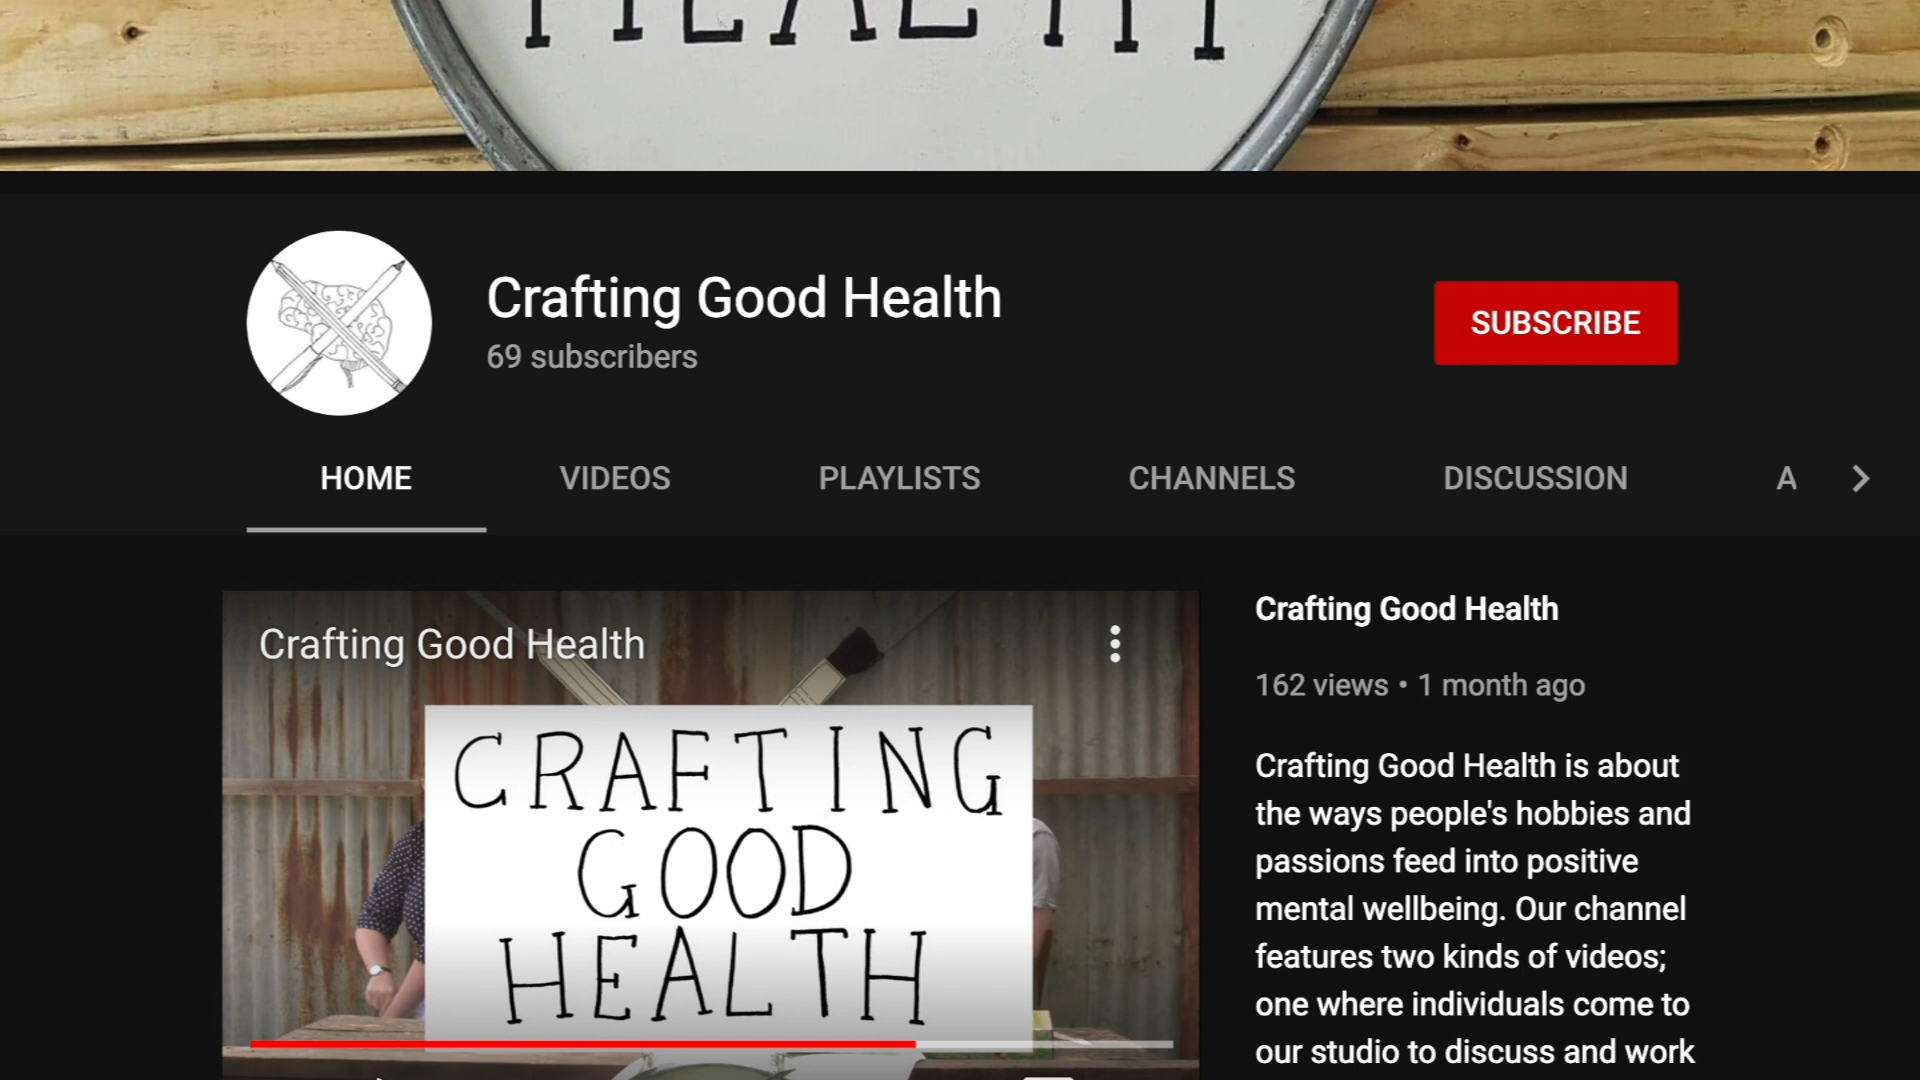 HEALTH
Crafting Good Health
69 subscribers
SUBSCRIBE
HOME
VIDEOS
PLAYLISTS
CHANNELS
DISCUSSION
A
Crafting Good Health
CRAFTING
GOOD
HEALTH
Crafting Good Health
162 views • 1 month ago
Crafting Good Health is about
the ways people's hobbies and
passions feed into positive
mental wellbeing. Our channel
features two kinds of videos;
one where individuals come to
our studio to discuss and work